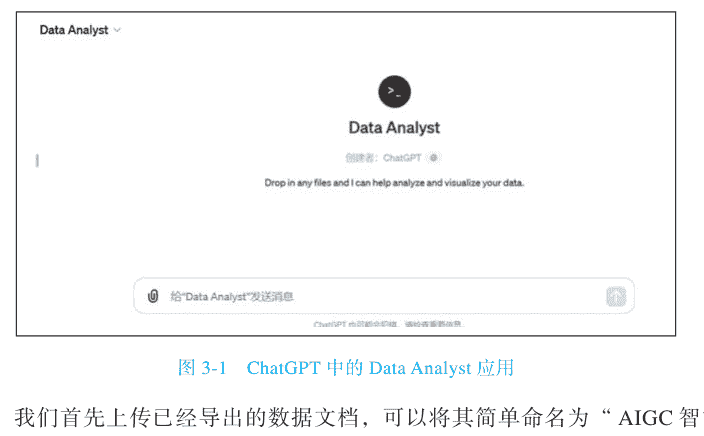 Data Analyst
Data Analyst
创建者：ChatGPT
Drop in any files and I can help analyze and visualize your data.
给“Data Analyst”发送消息
ChatGPT
图 3-1 ChatGPT 中的 Data Analyst 应用
我们首先上传已经导出的数据文档，可以将其简单命名为“ AIGC 智